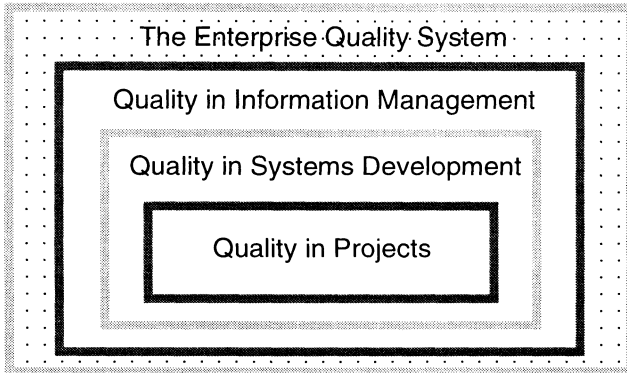 The Enterprise Quality System
Quality in Information Management
Quality in Systems Development
Quality in Projects